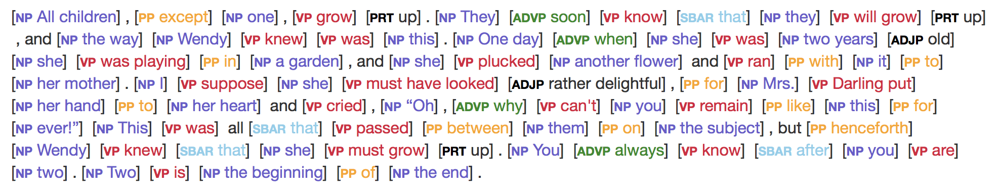 [NP All children] , [PP except] [NP one] , [VP grow] [PRT up] . [NP They] [ADVP soon] [VP know] [SBAR that] [NP they] [VP will grow] [PRT up]
, and [NP the way] [NP Wendy] [VP knew] [VP was] [NP this] . [NP One day] [ADVP when] [NP she] [VP was] [NP two years] [ADJP old]
[NP she] [VP was playing] [PP in] [NP a garden] , and [NP she] [VP plucked] [NP another flower] and [VP ran] [PP with] [NP it] [PP to]
[NP her mother] . [NP I] [VP suppose] [NP she] [VP must have looked] [ADJP rather delightful] , [PP for] [NP Mrs.] [VP Darling put]
[NP her hand] [PP to] [NP her heart] and [VP cried] , [NP “Oh] , [ADVP why] [VP can't] [NP you] [VP remain] [PP like] [NP this] [PP for]
[NP ever!”] [NP This] [VP was] all [SBAR that] [VP passed] [PP between] [NP them] [PP on] [NP the subject] , but [PP henceforth]
[NP Wendy] [VP knew] [SBAR that] [NP she] [VP must grow] [PRT up] . [NP You] [ADVP always] [VP know] [SBAR after] [NP you] [VP are]
[NP two] . [NP Two] [VP is] [NP the beginning] [PP of] [NP the end] .